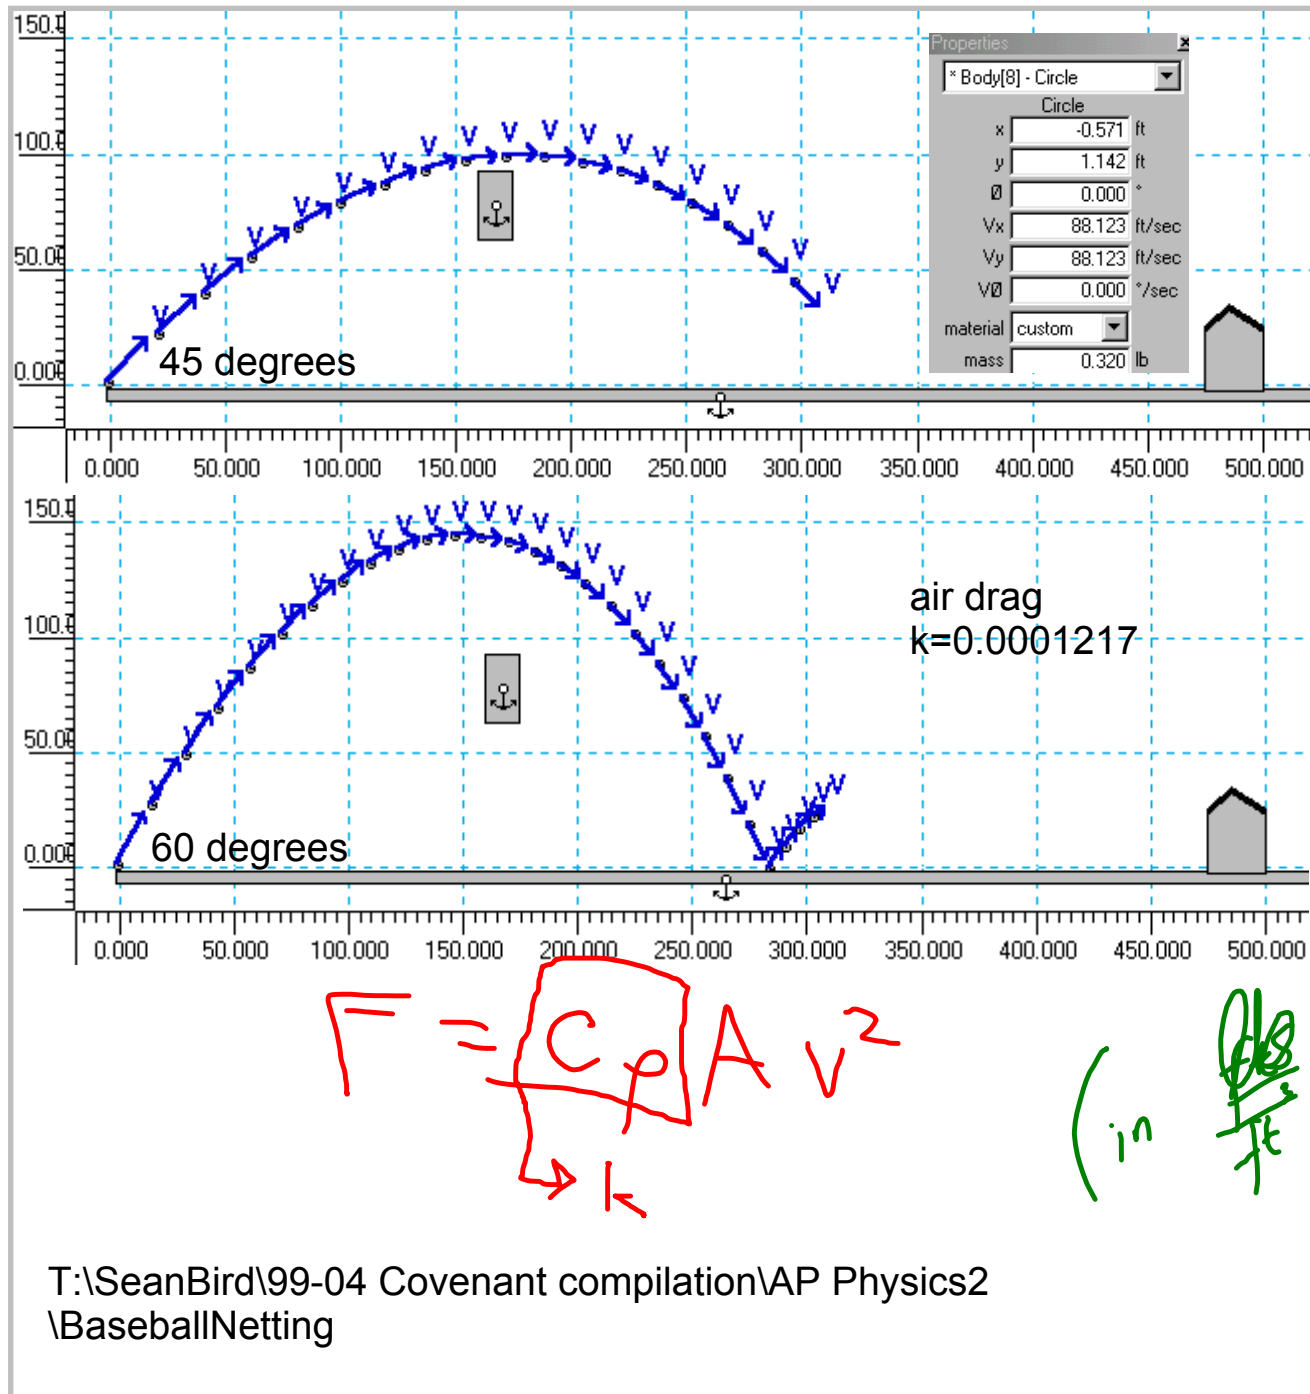 150.0
100.0
50.00
0.000
V V V V V V V V V V V V V V V V V V V
45 degrees
Properties
* Body[8] - Circle
Circle
x -0.571 ft
y 1.142 ft
Ø 0.000 °
Vx 88.123 ft/sec
Vy 88.123 ft/sec
VØ 0.000 °/sec
material custom
mass 0.320 lb
0.000 50.000 100.000 150.000 200.000 250.000 300.000 350.000 400.000 450.000 500.000
150.0
100.0
50.00
0.000
60 degrees
air drag
k=0.0001217
0.000 50.000 100.000 150.000 200.000 250.000 300.000 350.000 400.000 450.000 500.000
F = Cρ A v²
k
(in
T:\SeanBird\99-04 Covenant compilation\AP Physics2
\BaseballNetting